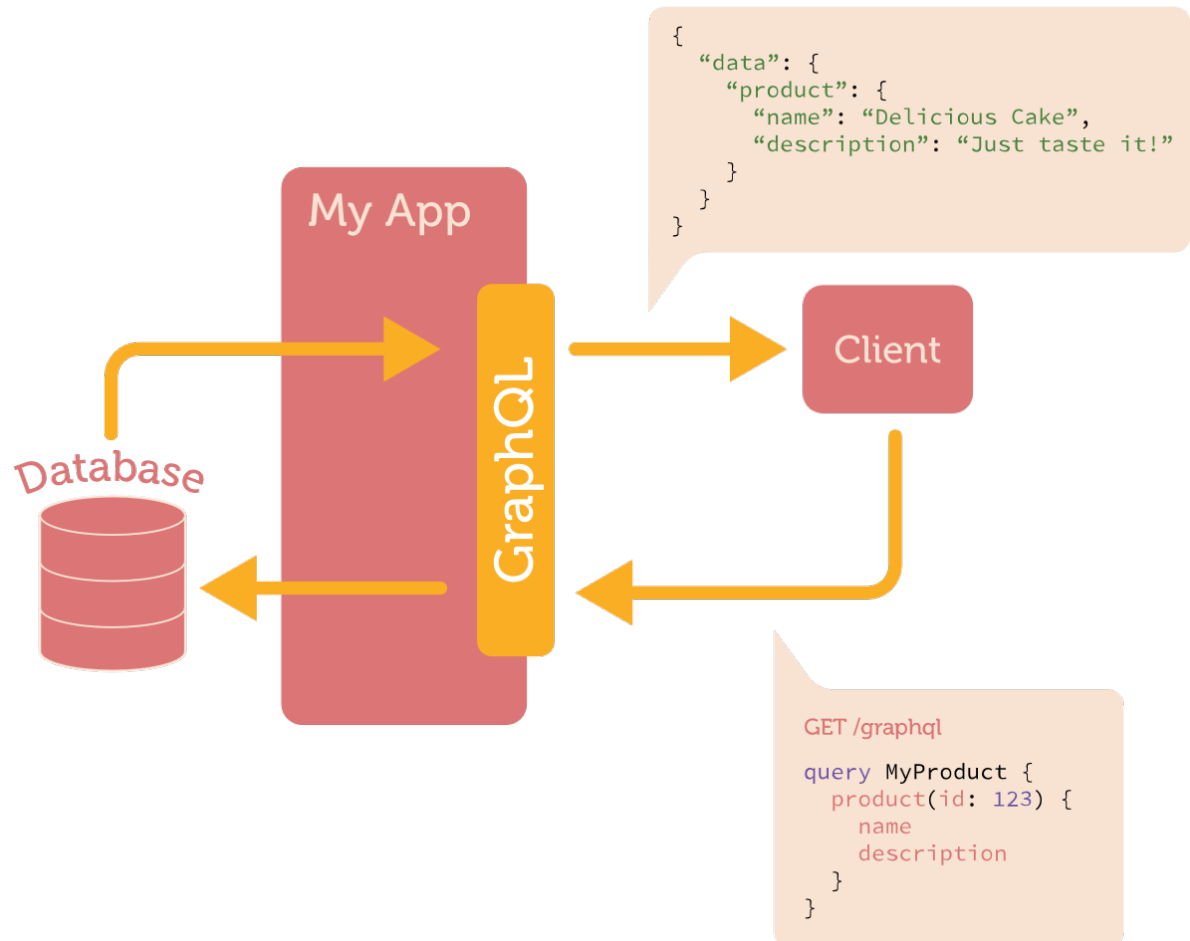 {
  “data”: {
    “product”: {
      “name”: “Delicious Cake”,
      “description”: “Just taste it!”
    }
  }
}
My App
Client
GraphQL
Database
GET /graphql
query MyProduct {
  product(id: 123) {
    name
    description
  }
}